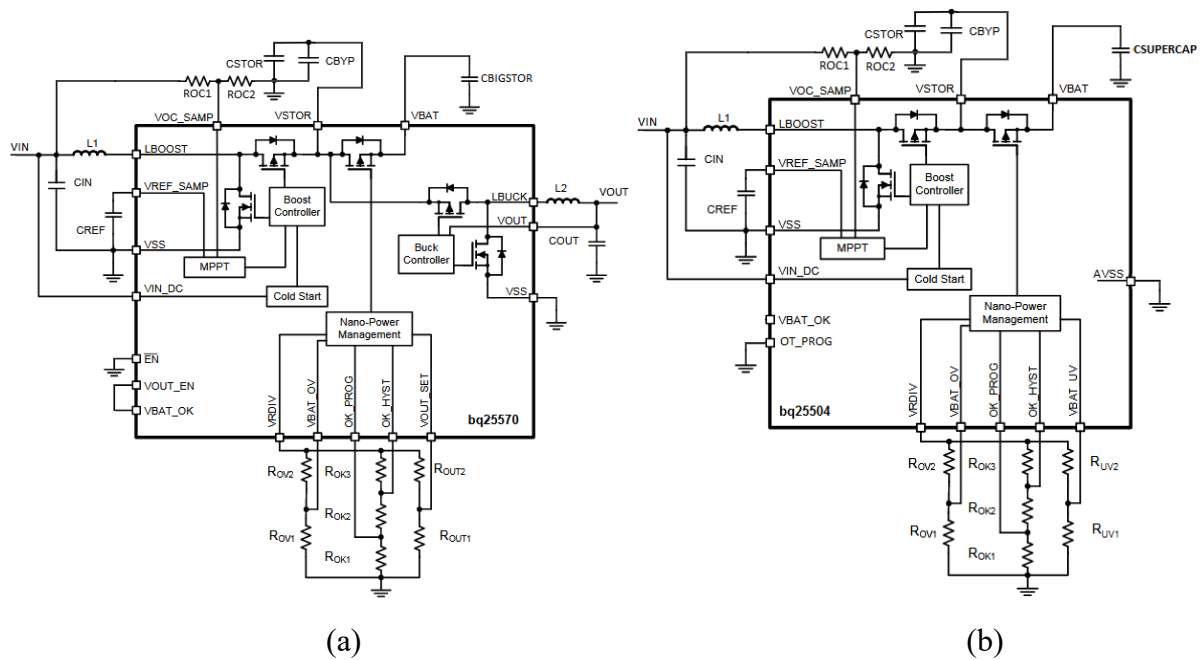 CSTOR
CBYP
ROC1
ROC2
CBIGSTOR
VOC_SAMP
VSTOR
VBAT
VIN
L1
LBOOST
CIN
VREF_SAMP
Boost
Controller
CREF
VSS
MPPT
VIN_DC
Cold Start
LBUCK
L2
VOUT
VOUT
Buck
Controller
COUT
VSS
Nano-Power
Management
EN
VOUT_EN
VBAT_OK
VRDIV
VBAT_OV
OK_PROG
OK_HYST
VOUT_SET
bq25570
ROV2
ROK3
ROUT2
ROK2
ROV1
ROUT1
ROK1
(a)
CSTOR
CBYP
ROC1
ROC2
CSUPERCAP
VOC_SAMP
VSTOR
VBAT
VIN
L1
LBOOST
CIN
VREF_SAMP
Boost
Controller
CREF
VSS
MPPT
VIN_DC
Cold Start
AVSS
Nano-Power
Management
VBAT_OK
OT_PROG
VRDIV
VBAT_OV
OK_PROG
OK_HYST
VBAT_UV
bq25504
ROV2
ROK3
RUV2
ROK2
ROV1
RUV1
ROK1
(b)